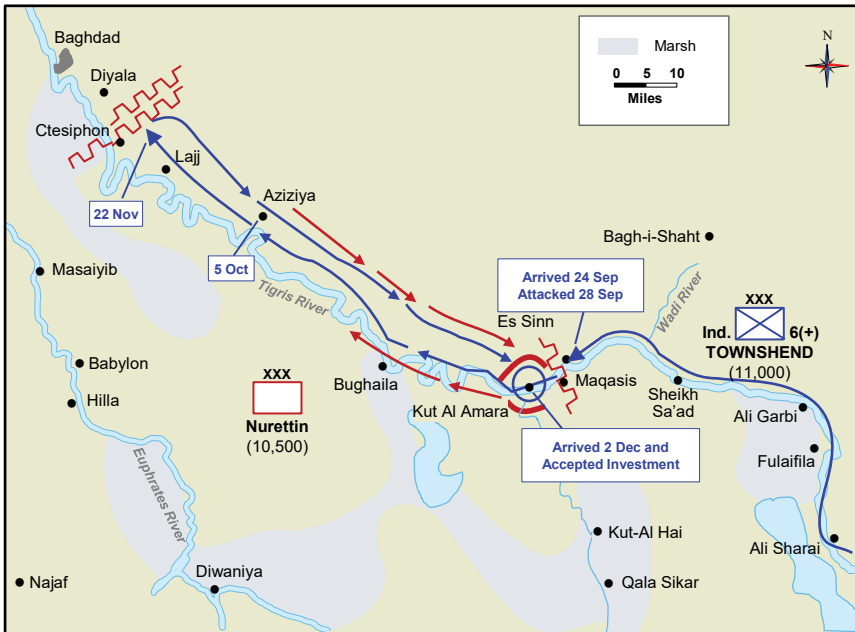 Baghdad
Diyala
Ctesiphon
Lajj
22 Nov
Aziziya
5 Oct
Masaiyib
Tigris River
Marsh
0 5 10
Miles
N
Bagh-i-Shaht
Wadi River
Arrived 24 Sep
Attacked 28 Sep
Es Sinn
XXX
Ind. 6(+)
TOWNSHEND
(11,000)
Babylon
Hilla
XXX
Nurettin
(10,500)
Bughaila
Maqasis
Sheikh
Sa'ad
Kut Al Amara
Ali Garbi
Arrived 2 Dec and
Accepted Investment
Fulaifila
Euphrates River
Kut-Al Hai
Ali Sharai
Najaf
Diwaniya
Qala Sikar